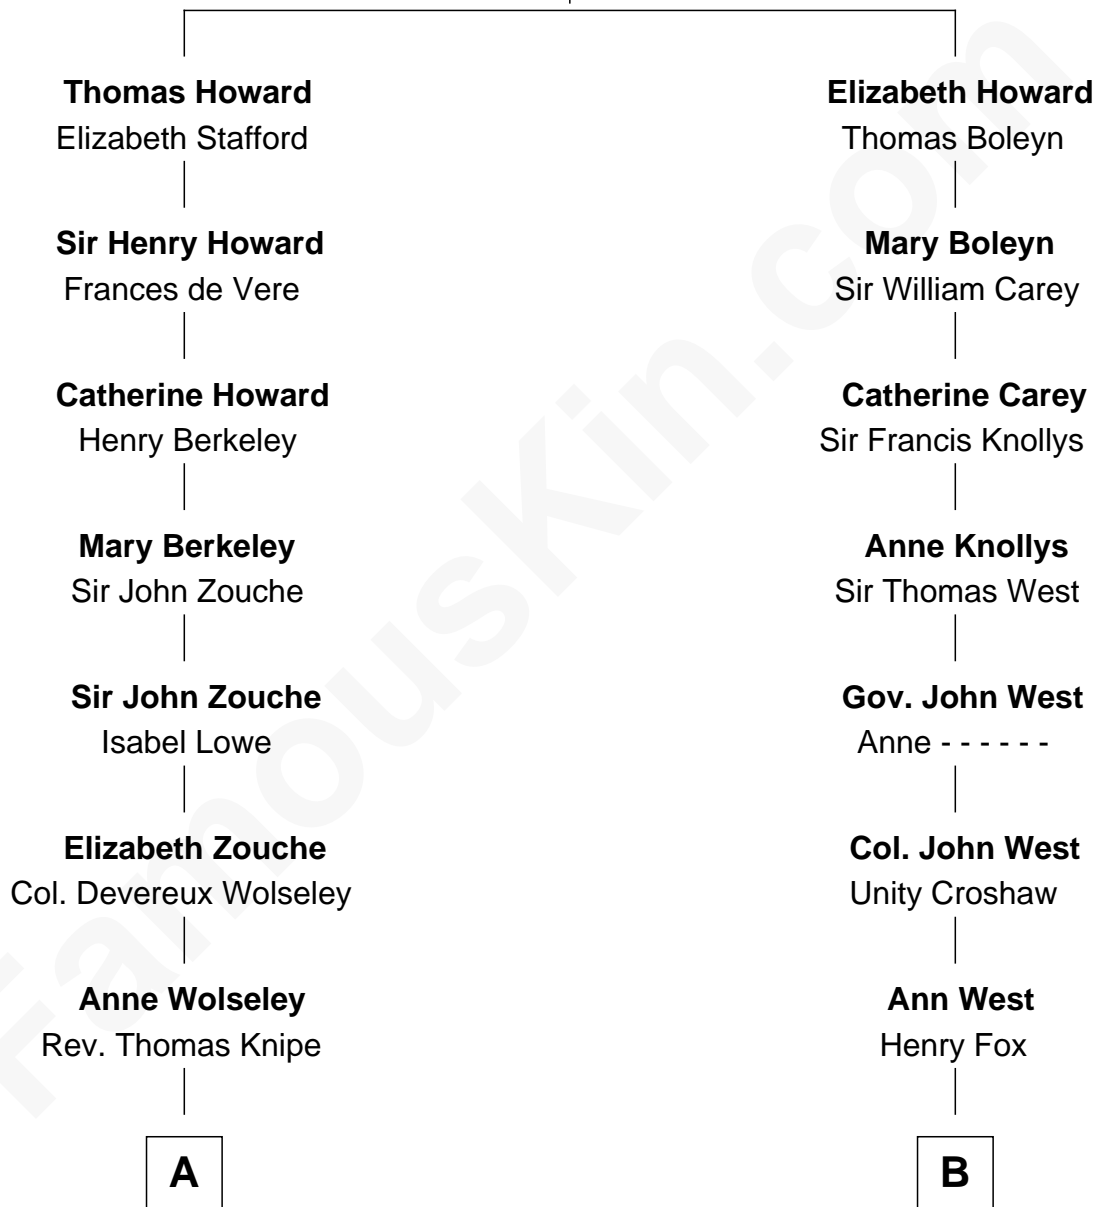 Thomas Howard
Elizabeth Stafford
Sir Henry Howard
Frances de Vere
Catherine Howard
Henry Berkeley
Mary Berkeley
Sir John Zouche
Sir John Zouche
Isabel Lowe
Elizabeth Zouche
Col. Devereux Wolseley
Anne Wolseley
Rev. Thomas Knipe
A
Elizabeth Howard
Thomas Boleyn
Mary Boleyn
Sir William Carey
Catherine Carey
Sir Francis Knollys
Anne Knollys
Sir Thomas West
Gov. John West
Anne - - - - - -
Col. John West
Unity Croshaw
Ann West
Henry Fox
B
FamousKin.com